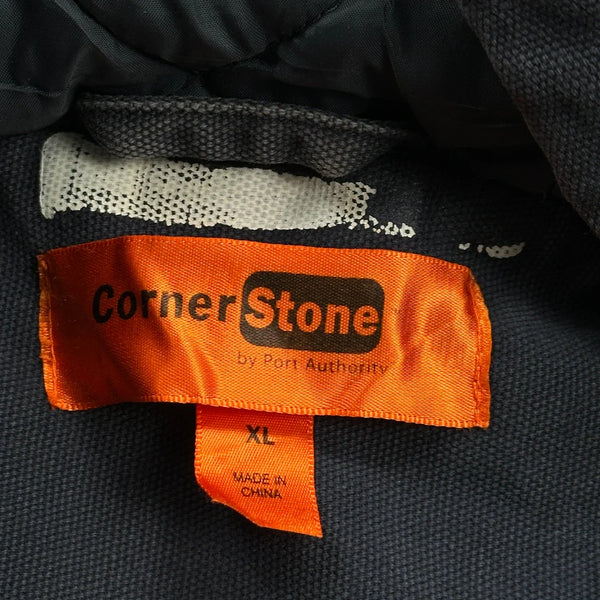 CornerStone
by Port Authority
XL
MADE IN
CHINA